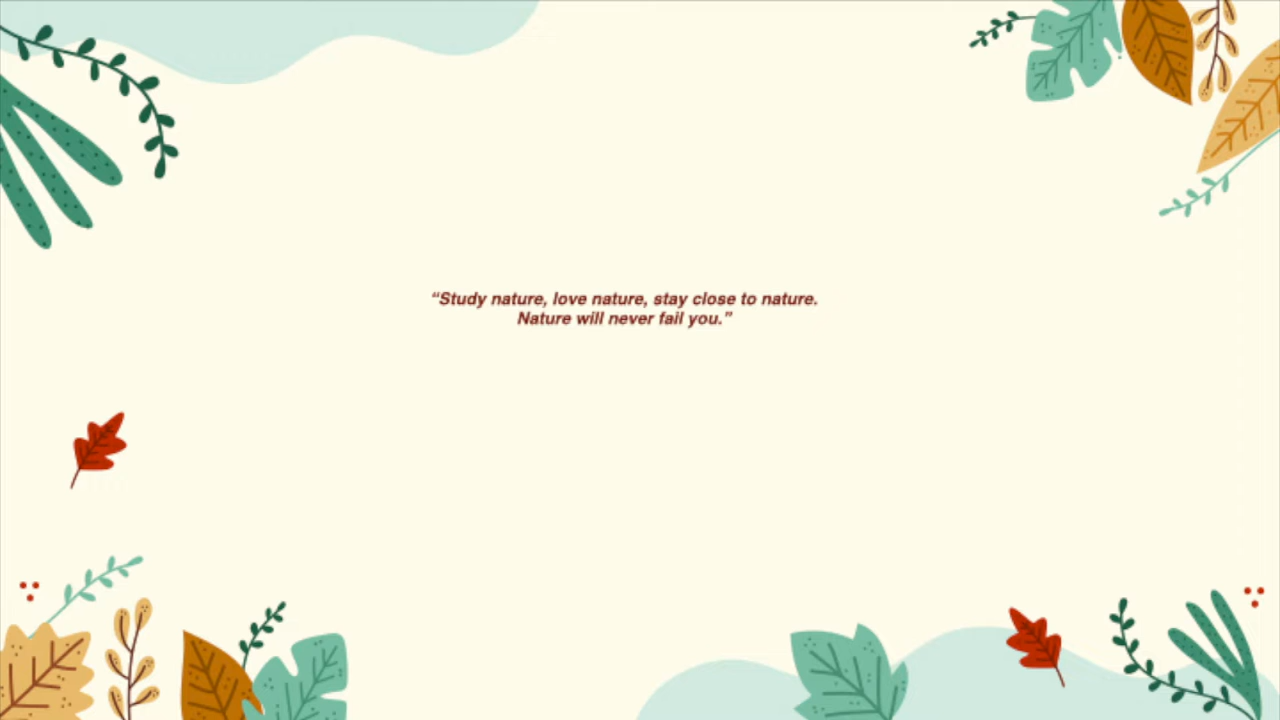 “Study nature, love nature, stay close to nature.
Nature will never fail you.”